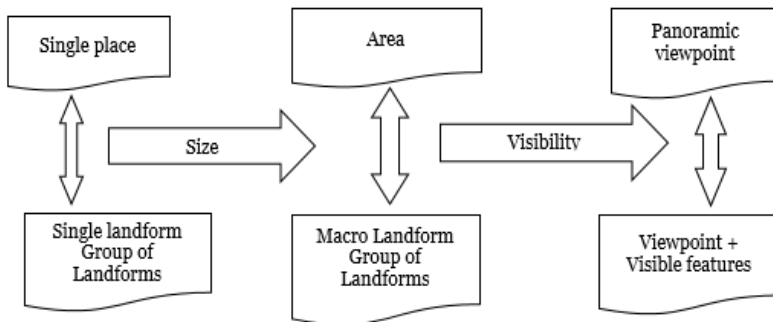 Single place
Area
Panoramic
viewpoint
Size
Visibility
Single landform
Group of
Landforms
Macro Landform
Group of
Landforms
Viewpoint +
Visible features